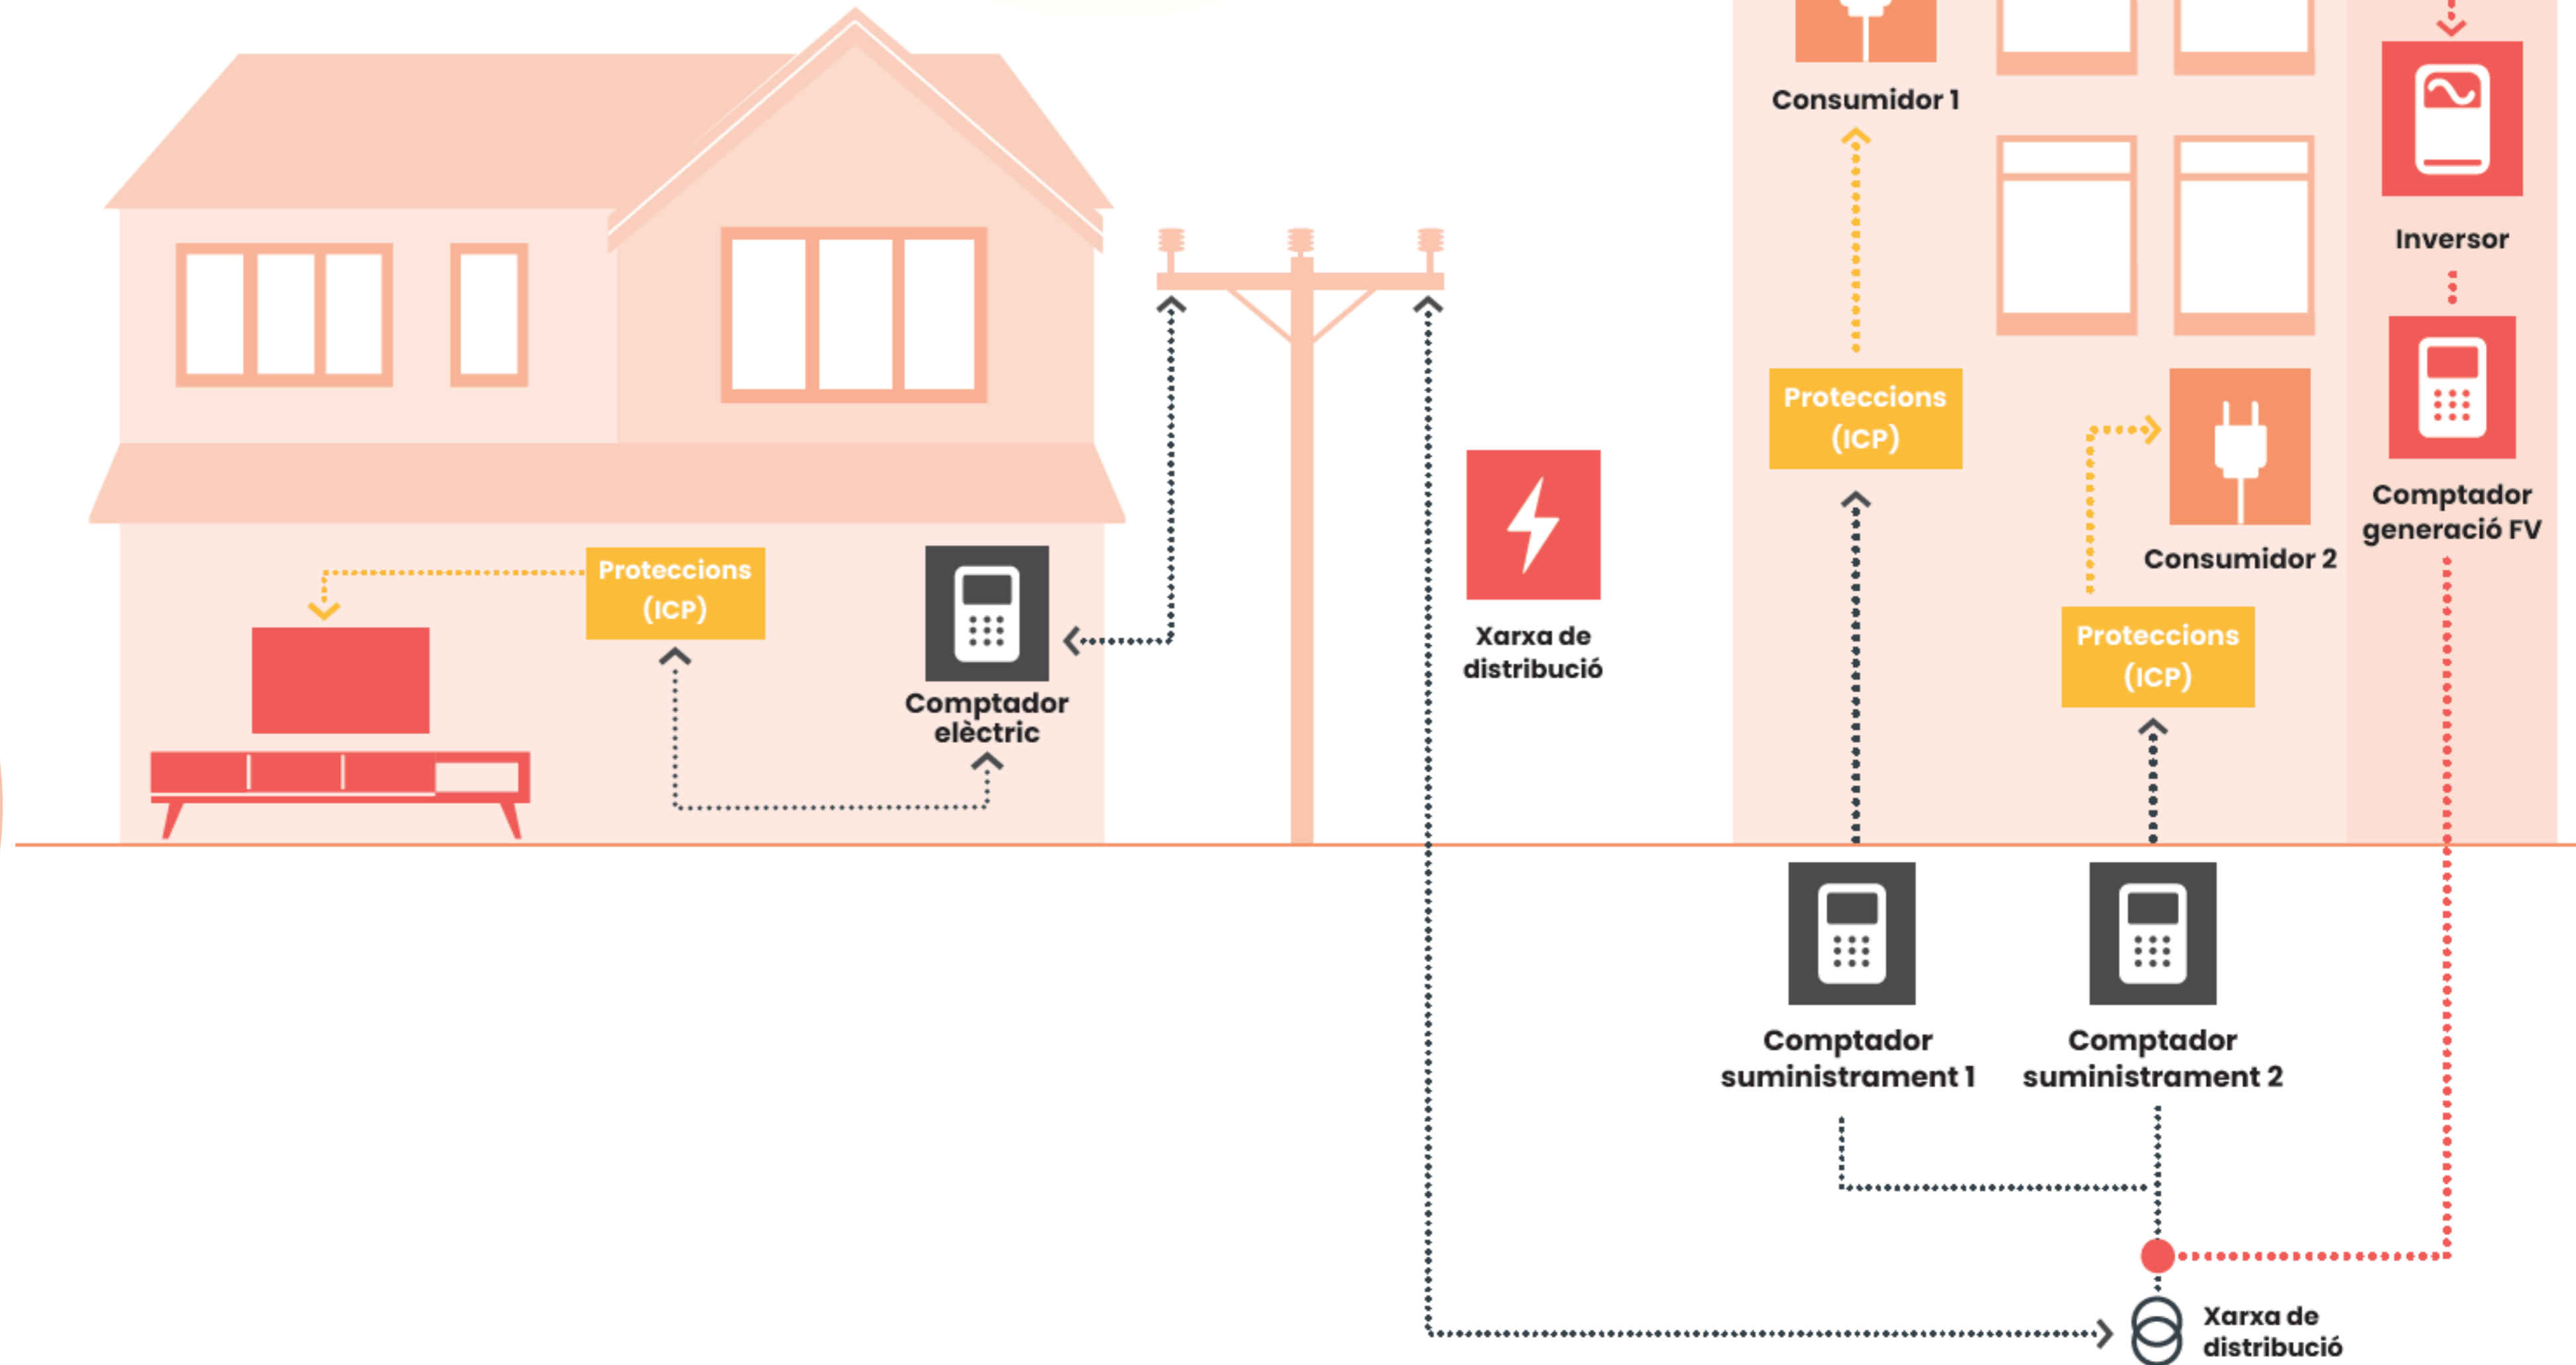 Consumidor 1
Inversor
Proteccions
(ICP)
Comptador
generació FV
Consumidor 2
Proteccions
(ICP)
Comptador
elèctric
Xarxa de
distribució
Proteccions
(ICP)
Comptador
suministrament 1
Comptador
suministrament 2
Xarxa de
distribució